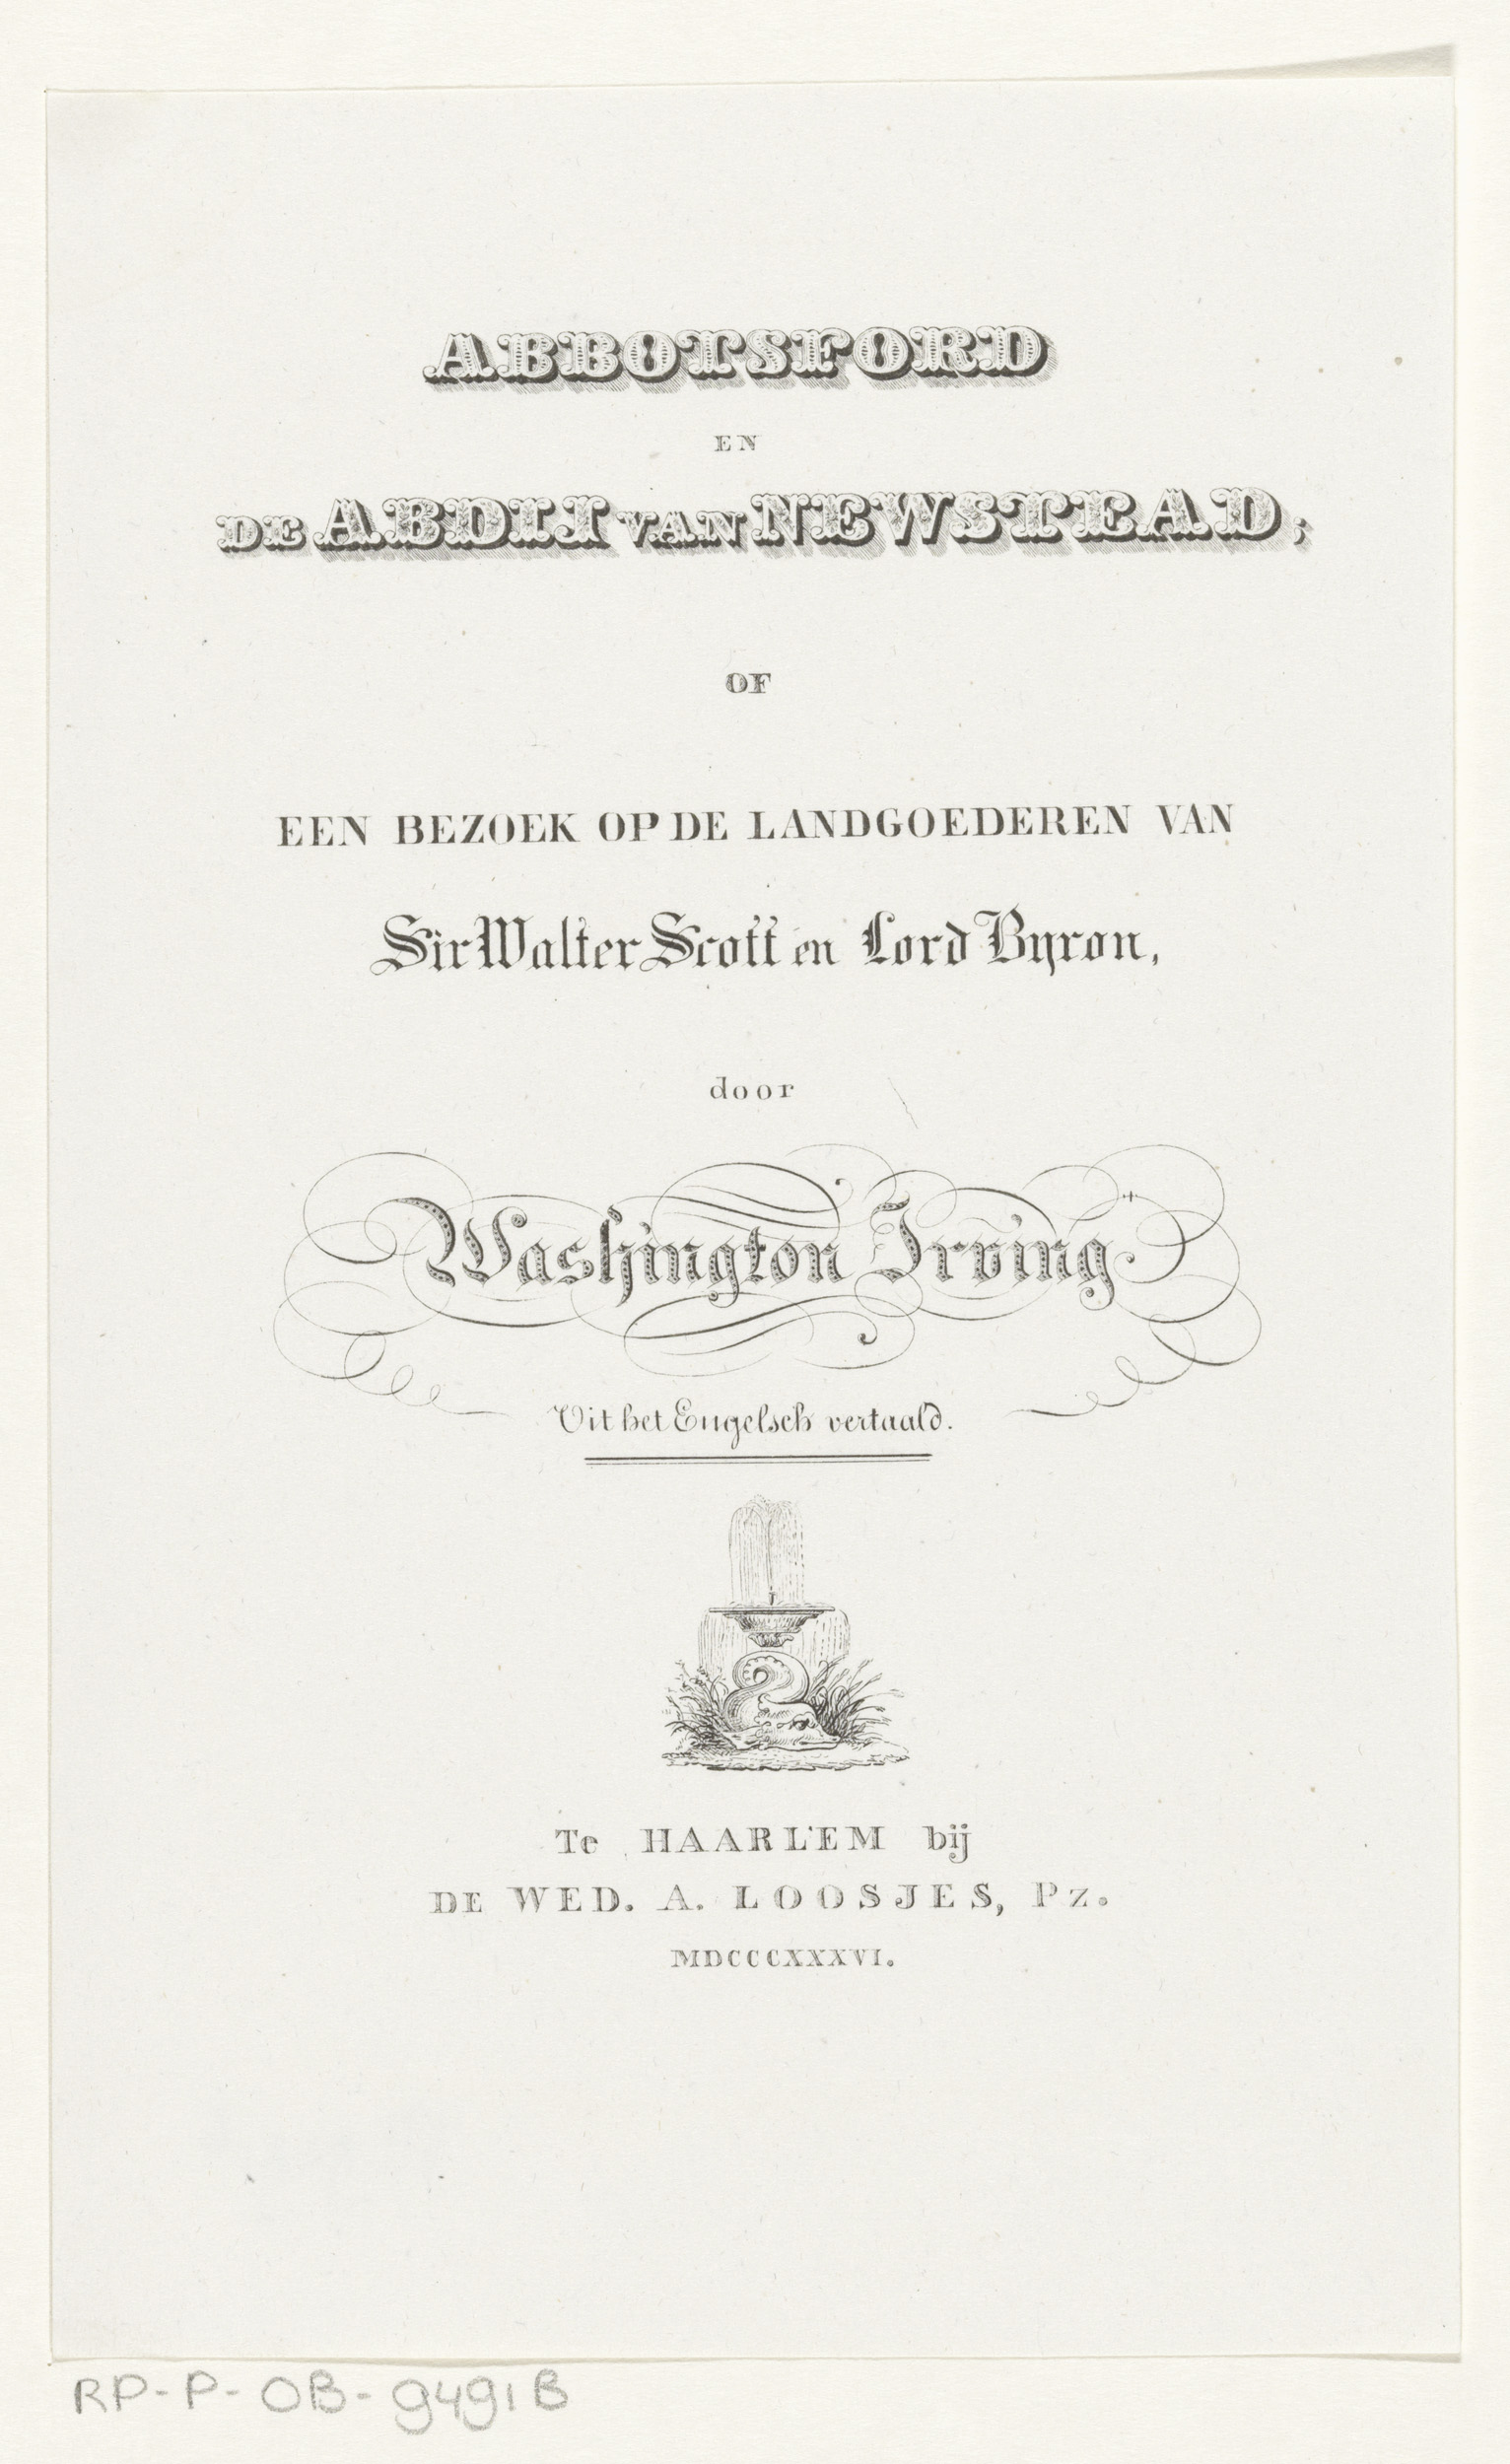 ABBOTSFORD
EN
DE ABDIJ VAN NEWSTEAD;
OF
EEN BEZOEK OP DE LANDGOEDEREN VAN
Sir Walter Scott en Lord Byron,
door
Washington Irving
Uit het Engelsch vertaald.
Te HAARLEM bij
DE WED. A. LOOSJES, Pz.
MDCCCXXXVI.
RP-P-OB-9491B